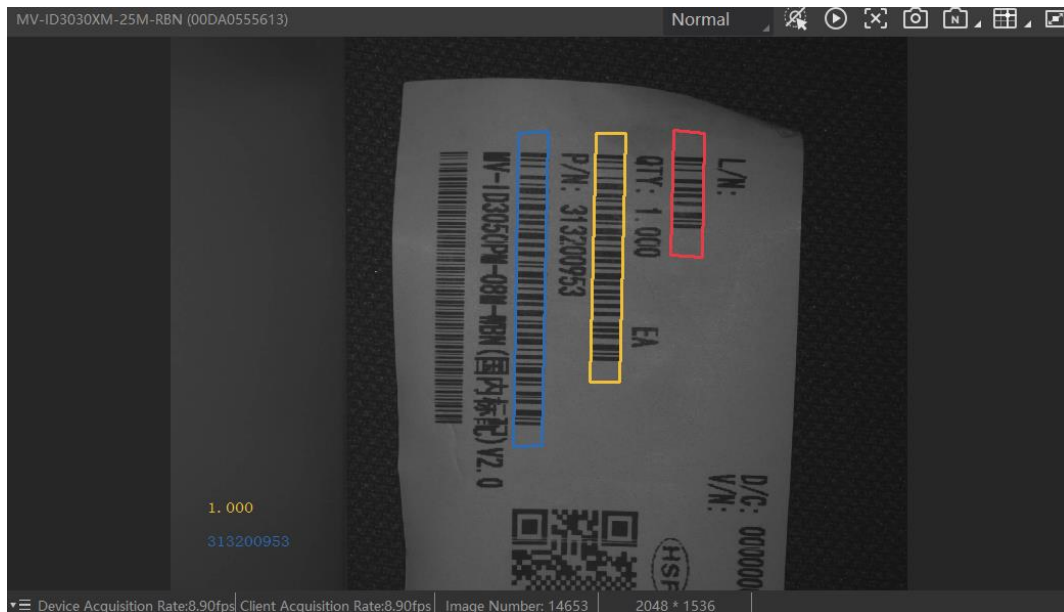 MV-ID3030XM-25M-RBN (00DA0555613)
Normal
L/N:
QTY: 1.000 EA
P/N: 313200953
MV-ID3050PM-08M-WBN(国内标配)V2.0
D/C: 000000
V/N:
HSF
1.000
313200953
Device Acquisition Rate:8.90fps
Client Acquisition Rate:8.90fps
Image Number: 14653
2048 * 1536